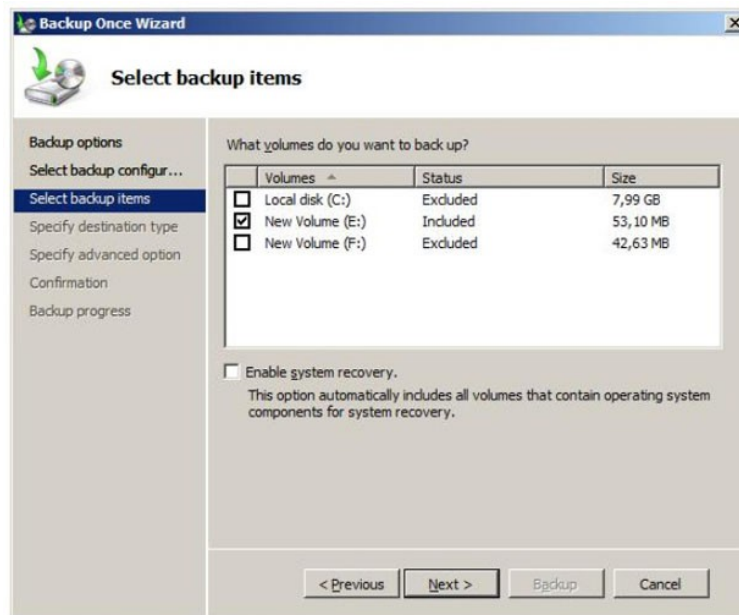 Backup Once Wizard
Select backup items
Backup options
Select backup configur...
Select backup items
Specify destination type
Specify advanced option
Confirmation
Backup progress
What volumes do you want to back up?
Volumes Status Size
Local disk (C:) Excluded 7,99 GB
New Volume (E:) Included 53,10 MB
New Volume (F:) Excluded 42,63 MB
Enable system recovery.
This option automatically includes all volumes that contain operating system
components for system recovery.
< Previous Next > Backup Cancel